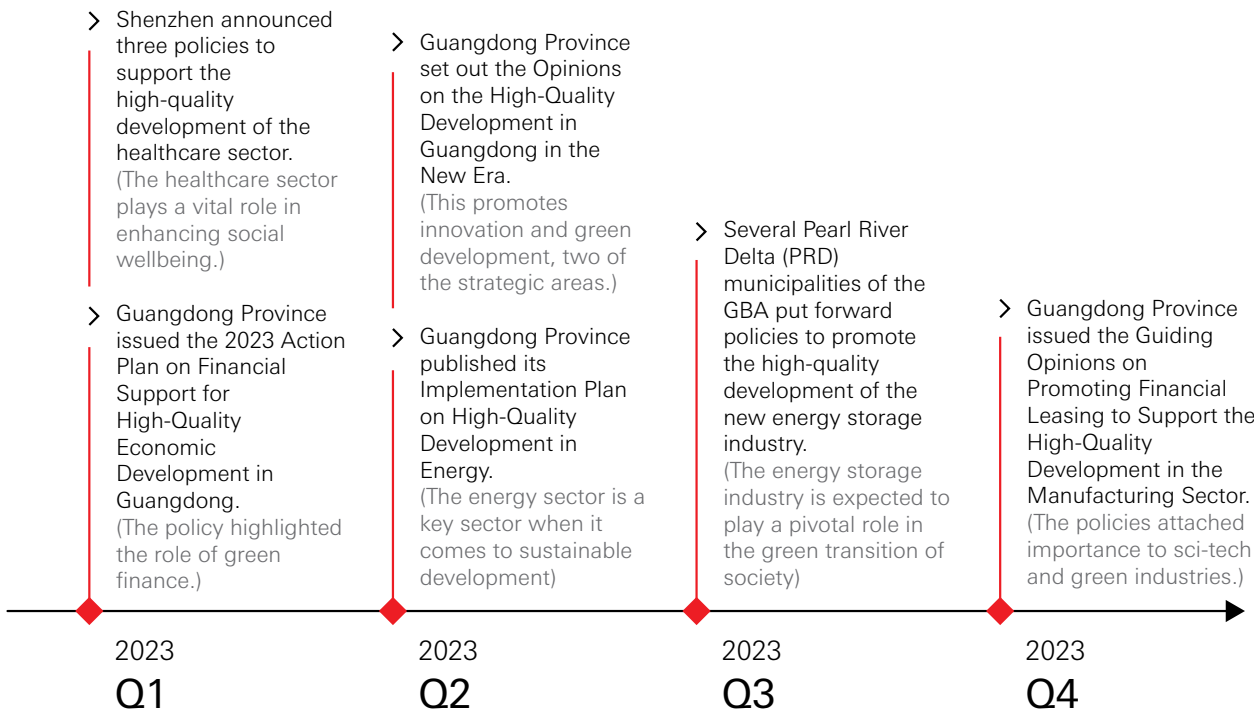 Shenzhen announced
three policies to
support the
high-quality
development of the
healthcare sector.
(The healthcare sector
plays a vital role in
enhancing social
wellbeing.)
Guangdong Province
issued the 2023 Action
Plan on Financial
Support for
High-Quality
Economic
Development in
Guangdong.
(The policy highlighted
the role of green
finance.)
2023
Q1
Guangdong Province
set out the Opinions
on the High-Quality
Development in
Guangdong in the
New Era.
(This promotes
innovation and green
development, two of
the strategic areas.)
Guangdong Province
published its
Implementation Plan
on High-Quality
Development in
Energy.
(The energy sector is a
key sector when it
comes to sustainable
development)
2023
Q2
Several Pearl River
Delta (PRD)
municipalities of the
GBA put forward
policies to promote
the high-quality
development of the
new energy storage
industry.
(The energy storage
industry is expected to
play a pivotal role in
the green transition of
society)
2023
Q3
Guangdong Province
issued the Guiding
Opinions on
Promoting Financial
Leasing to Support the
High-Quality
Development in the
Manufacturing Sector.
(The policies attached
importance to sci-tech
and green industries.)
2023
Q4